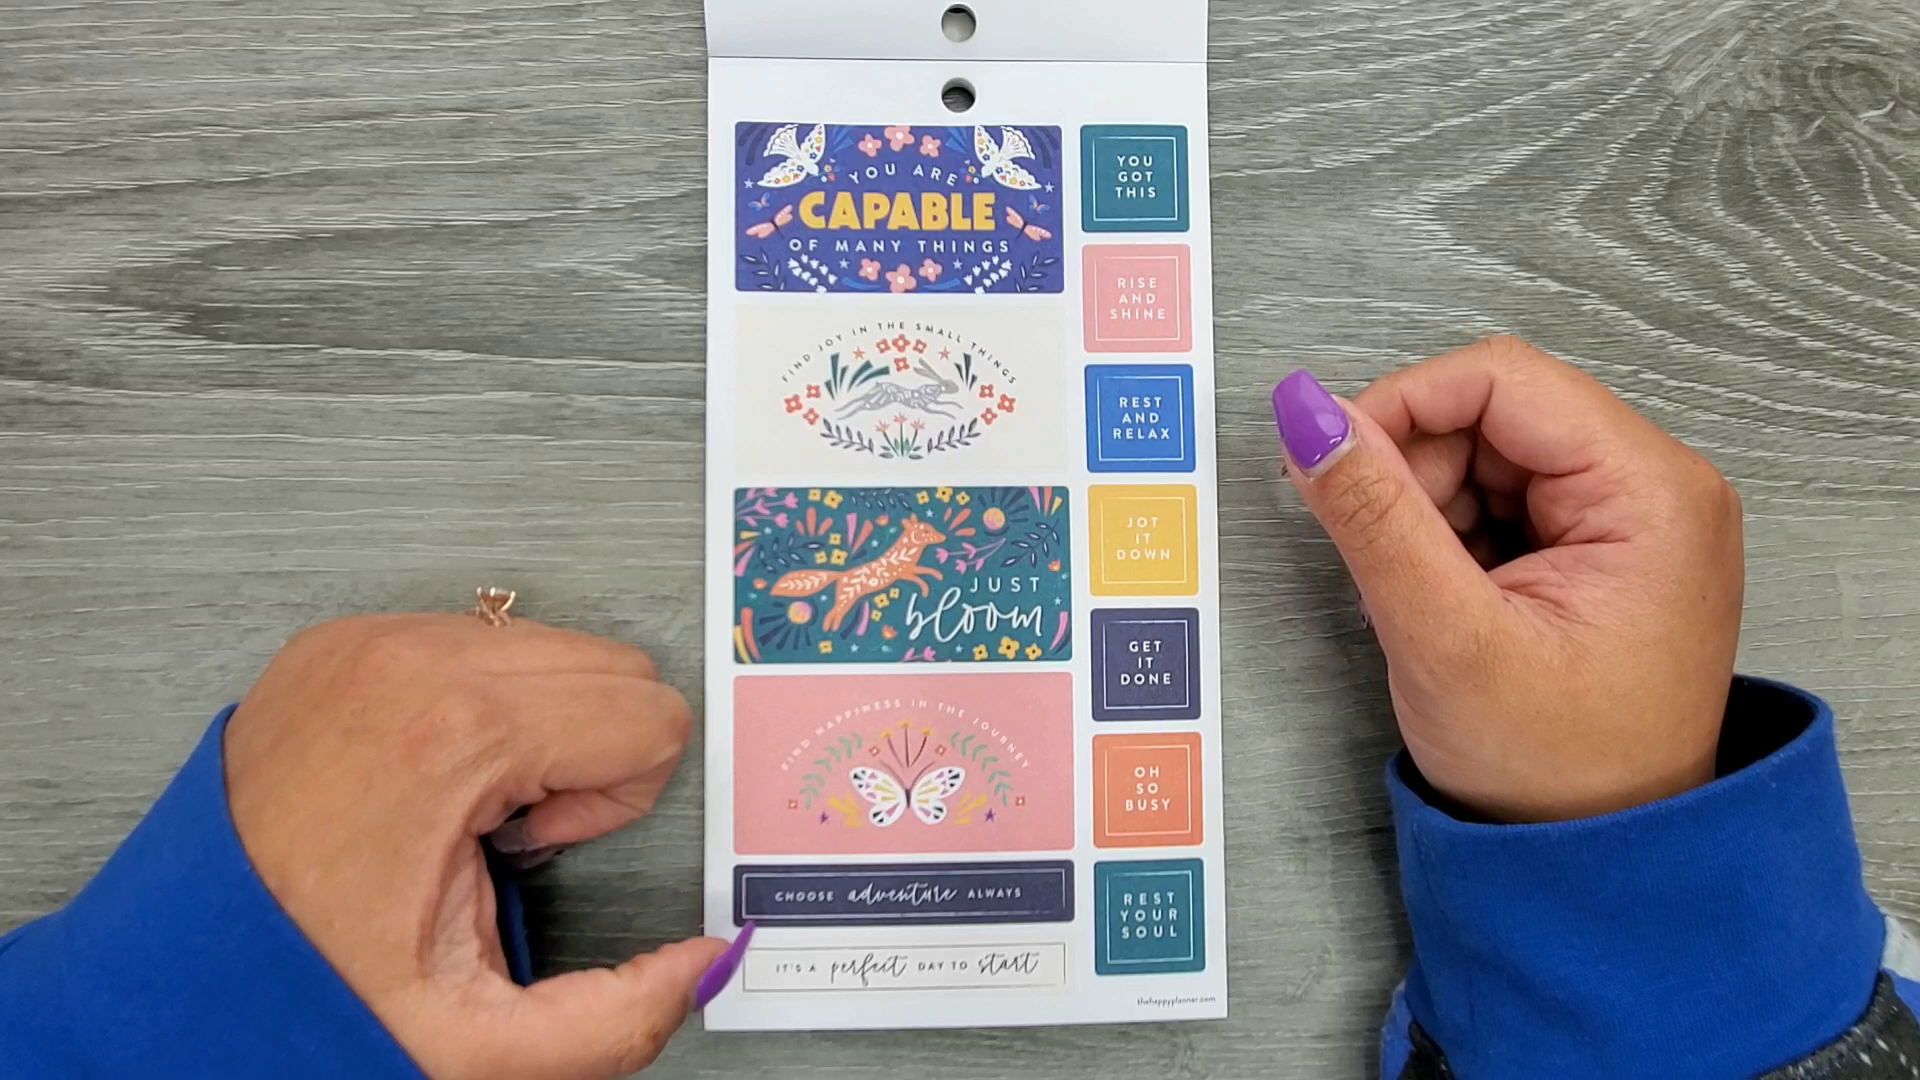 YOU ARE
CAPABLE
OF MANY THINGS
FIND JOY IN THE SMALL THINGS
JUST
bloom
FIND HAPPINESS IN THE JOURNEY
CHOOSE adventure ALWAYS
IT'S A perfect DAY TO start
YOU
GOT
THIS
RISE
AND
SHINE
REST
AND
RELAX
JOT
IT
DOWN
GET
IT
DONE
OH
SO
BUSY
REST
YOUR
SOUL
thehappyplanner.com